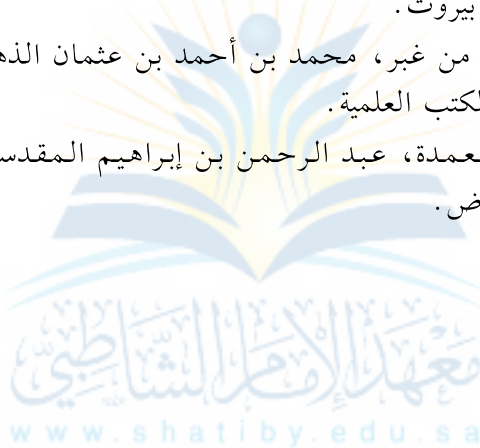 بيروت.
من غبر، محمد بن أحمد بن عثمان الذه
لكتب العلمية.
عمدة، عبد الرحمن بن إبراهيم المقدس
ض.
معهد الإمام الشاطبي
www.shatiby.edu.sa